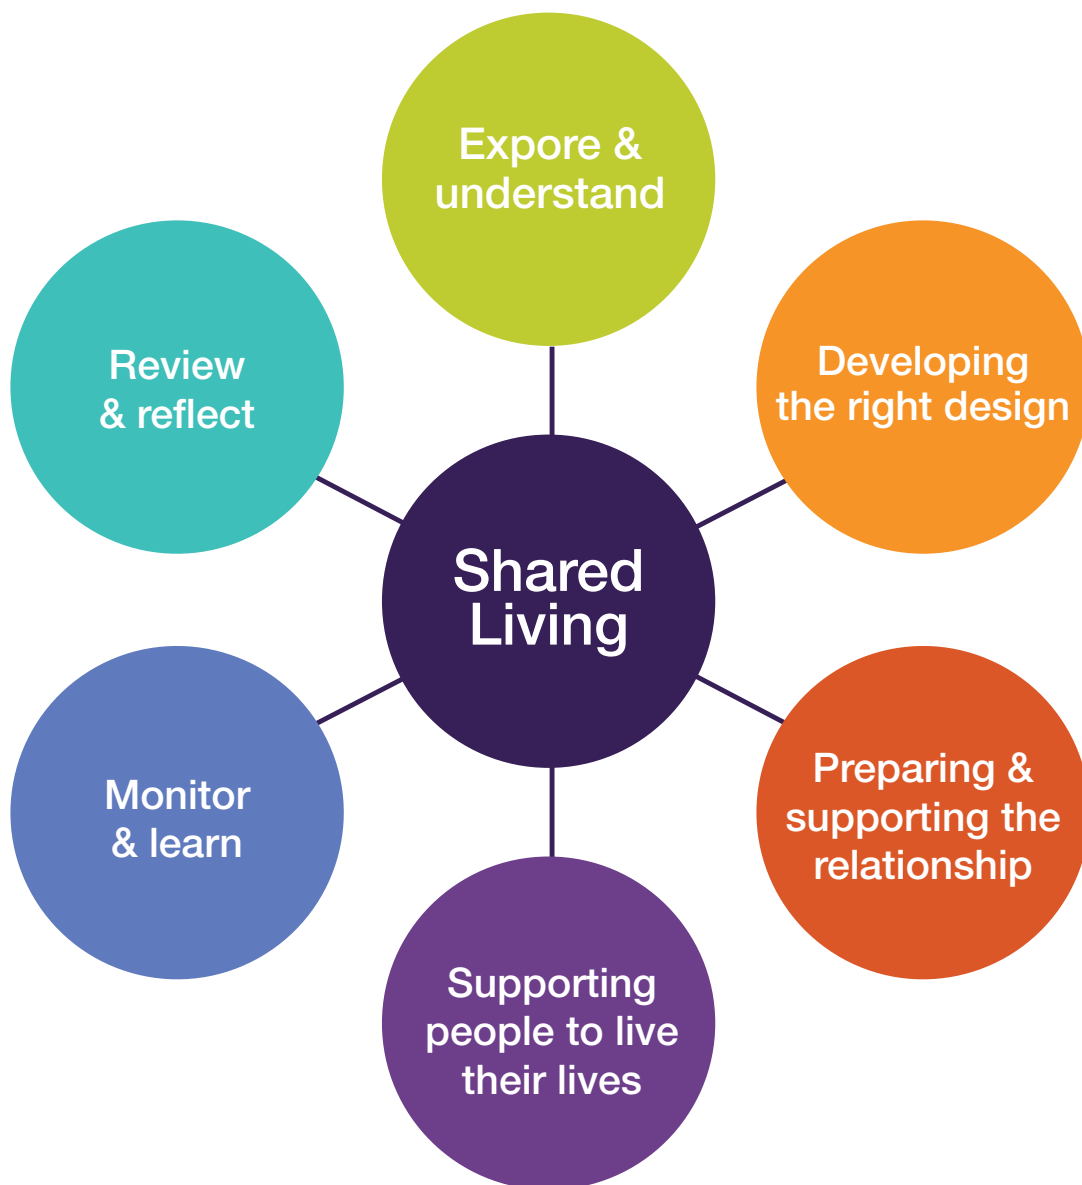 Expore &
understand
Developing
the right design
Preparing &
supporting the
relationship
Supporting
people to live
their lives
Monitor
& learn
Review
& reflect
Shared
Living